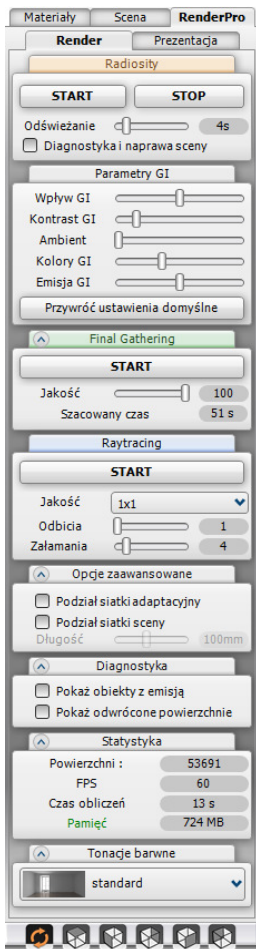 Materiały Scena RenderPro
Render Prezentacja
Radiosity
START STOP
Odświeżanie 4s
Diagnostyka i naprawa sceny
Parametry GI
Wpływ GI
Kontrast GI
Ambient
Kolory GI
Emisja GI
Przywróć ustawienia domyślne
Final Gathering
START
Jakość 100
Szacowany czas 51 s
Raytracing
START
Jakość 1x1
Odbicia 1
Załamania 4
Opcje zaawansowane
Podział siatki adaptacyjny
Podział siatki sceny
Długość 100mm
Diagnostyka
Pokaż obiekty z emisją
Pokaż odwrócone powierzchnie
Statystyka
Powierzchni : 53691
FPS 60
Czas obliczeń 13 s
Pamięć 724 MB
Tonacje barwne
standard